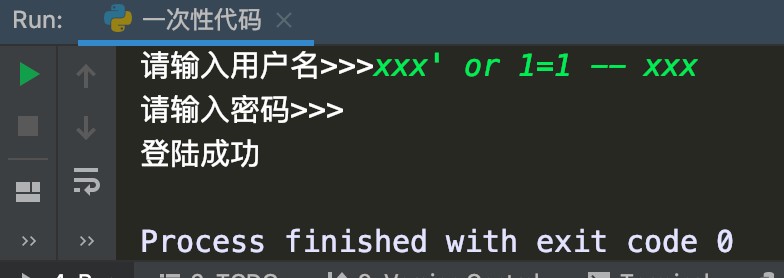 Run: 一次性代码 ×
请输入用户名>>>xxx' or 1=1 -- xxx
请输入密码>>>
登陆成功
Process finished with exit code 0